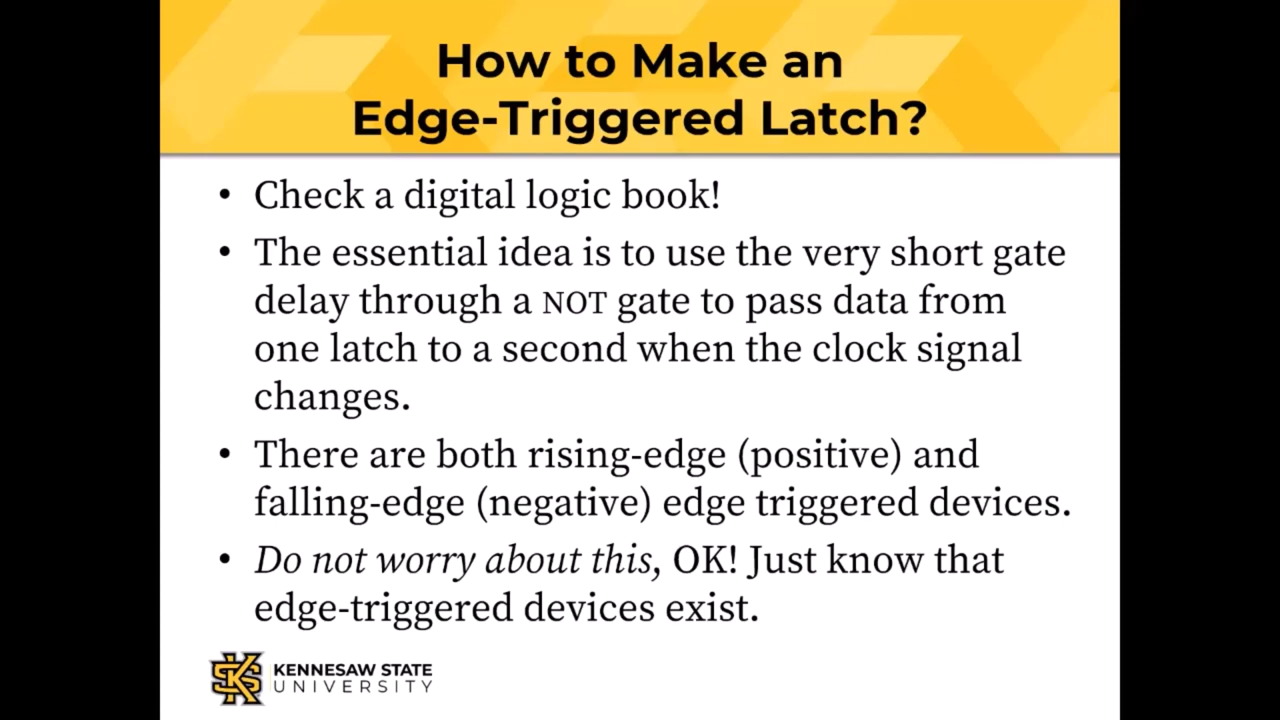 How to Make an
Edge-Triggered Latch?
• Check a digital logic book!
• The essential idea is to use the very short gate
delay through a NOT gate to pass data from
one latch to a second when the clock signal
changes.
• There are both rising-edge (positive) and
falling-edge (negative) edge triggered devices.
• Do not worry about this, OK! Just know that
edge-triggered devices exist.
KENNESAW STATE
UNIVERSITY